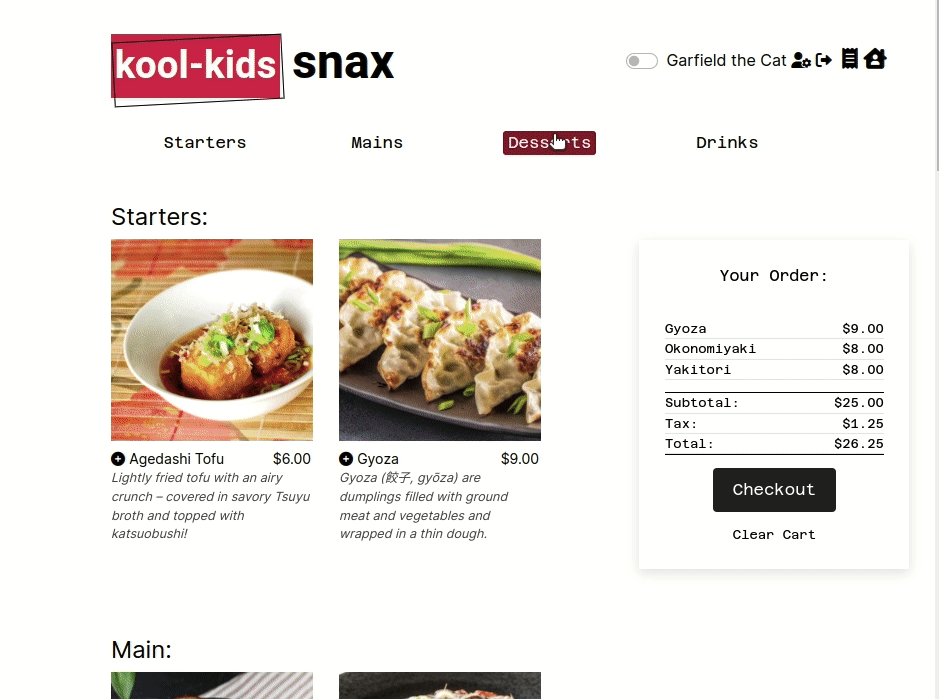 kool-kids snax
Garfield the Cat
Starters Mains Desserts Drinks
Starters:
Your Order:
Gyoza $9.00
Okonomiyaki $8.00
Yakitori $8.00
Subtotal: $25.00
Tax: $1.25
Total: $26.25
Checkout
Clear Cart
Agedashi Tofu $6.00
Lightly fried tofu with an airy
crunch – covered in savory Tsuyu
broth and topped with
katsuobushi!
Gyoza $9.00
Gyoza (餃子, gyōza) are
dumplings filled with ground
meat and vegetables and
wrapped in a thin dough.
Main: